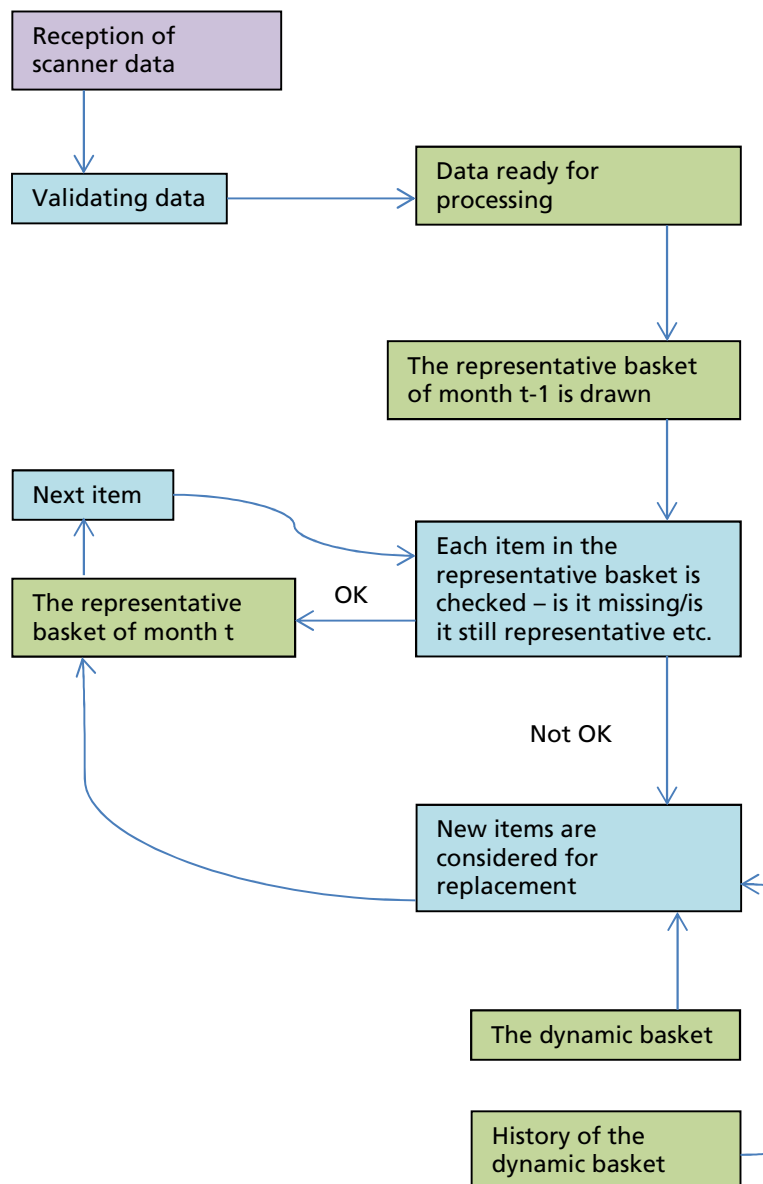 Reception of
scanner data
Validating data
Data ready for
processing
The representative basket
of month t-1 is drawn
Next item
Each item in the
representative basket is
checked – is it missing/is
it still representative etc.
OK
The representative
basket of month t
Not OK
New items are
considered for
replacement
The dynamic basket
History of the
dynamic basket